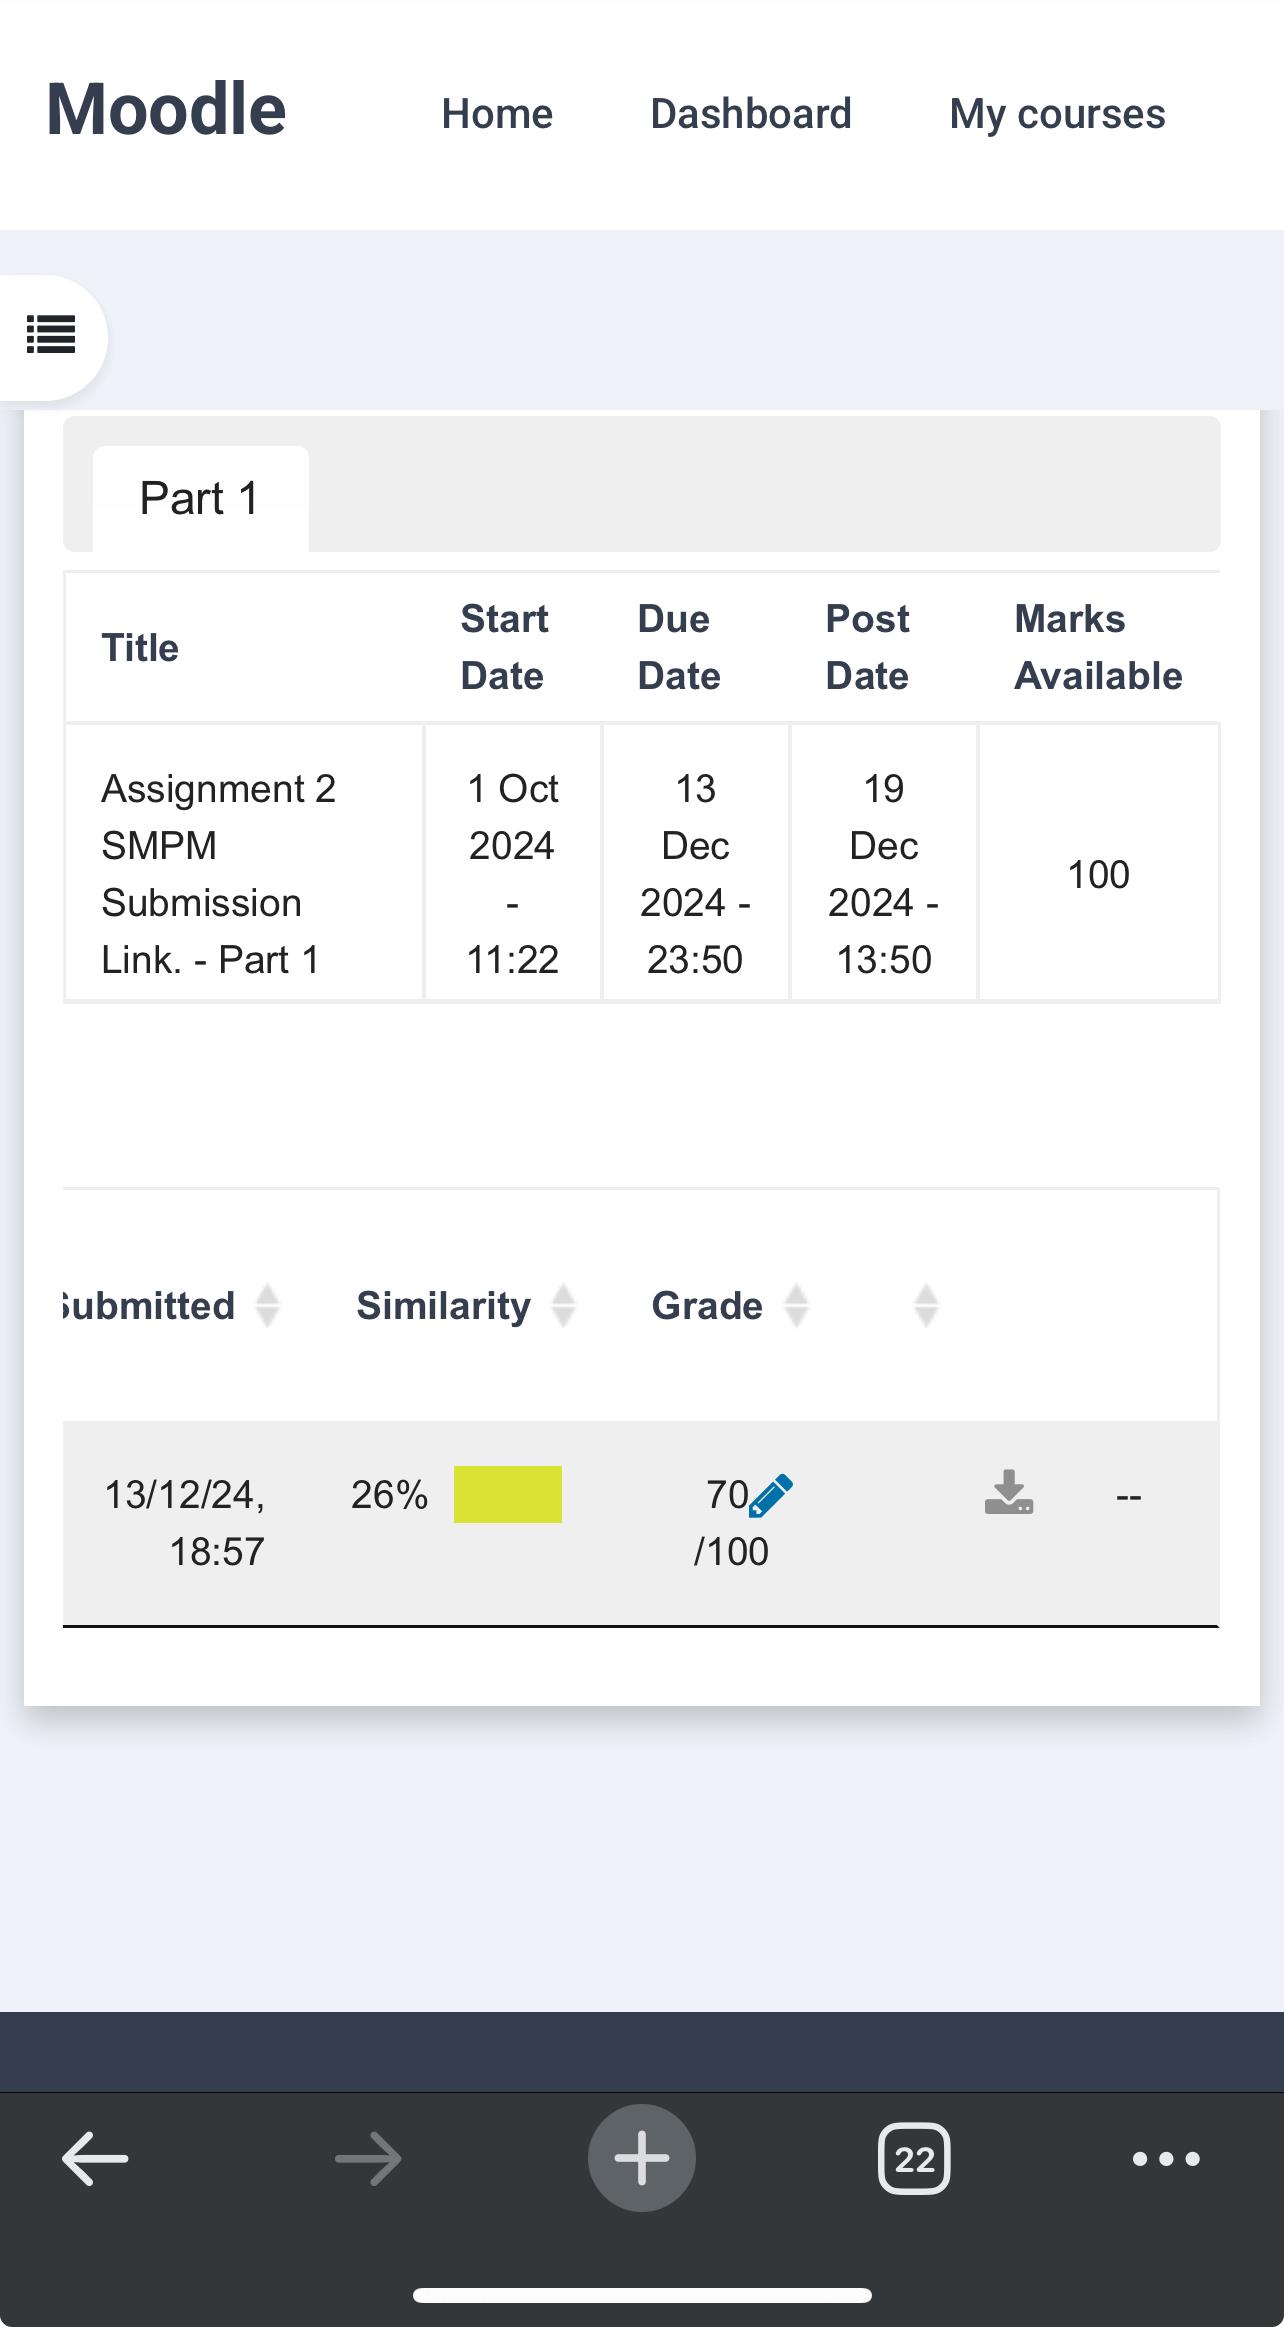 Moodle Home Dashboard My courses
Part 1
Title Start Date Due Date Post Date Marks Available
Assignment 2 SMPM Submission Link. - Part 1
1 Oct 2024 - 11:22
13 Dec 2024 - 23:50
19 Dec 2024 - 13:50
100
Submitted Similarity Grade
13/12/24, 18:57
26%
70
/100
--
22